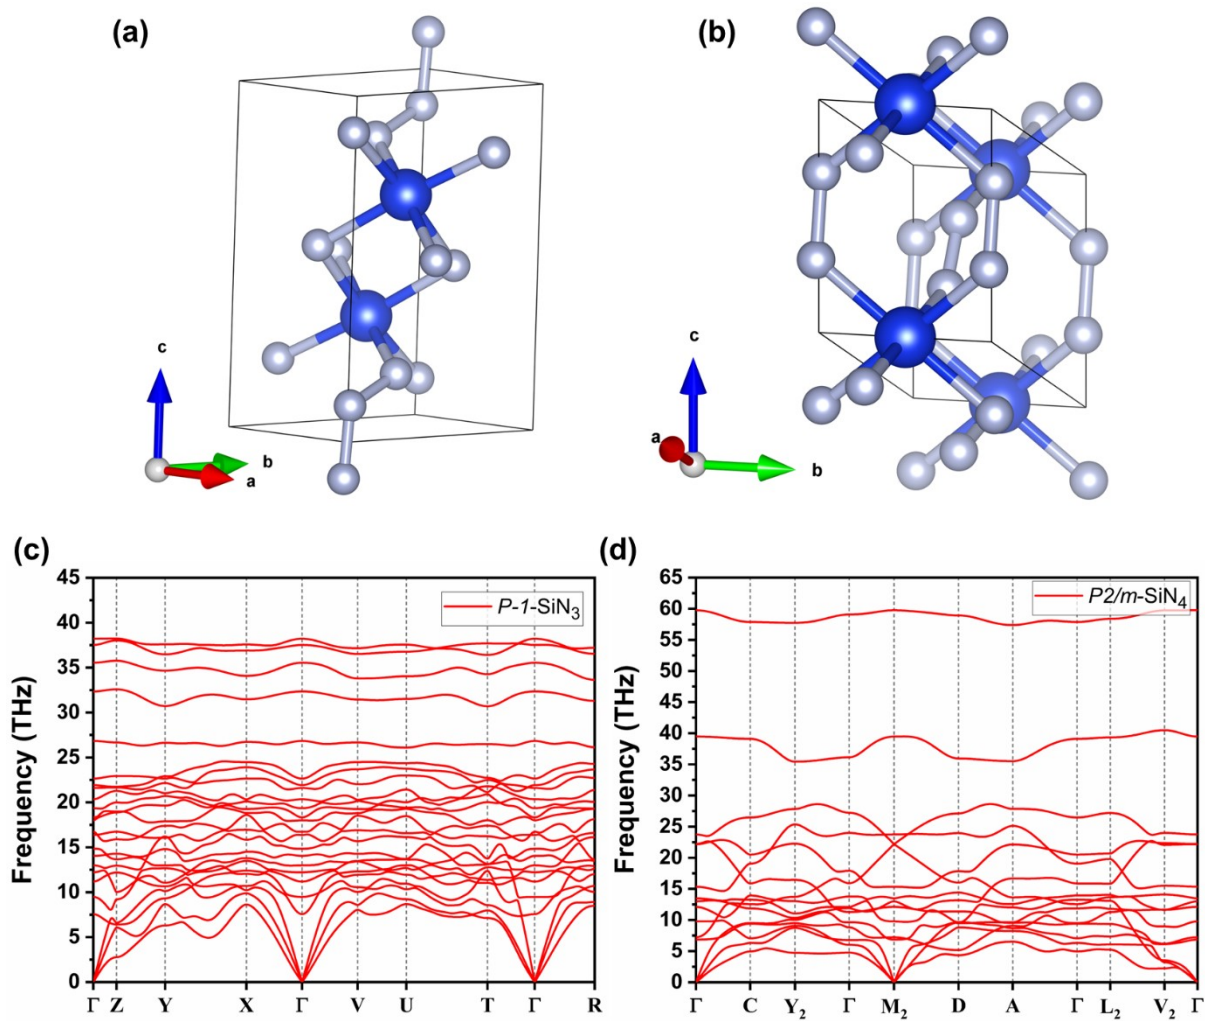 (a)
(b)
c
b
a
c
a
b
(c)
(d)
Frequency (THz)
45
40
35
30
25
20
15
10
5
0
P-1-SiN₃
Γ Z Y X Γ V U T Γ R
Frequency (THz)
65
60
55
50
45
40
35
30
25
20
15
10
5
0
P2/m-SiN₄
Γ C Y₂ Γ M₂ D A Γ L₂ V₂ Γ